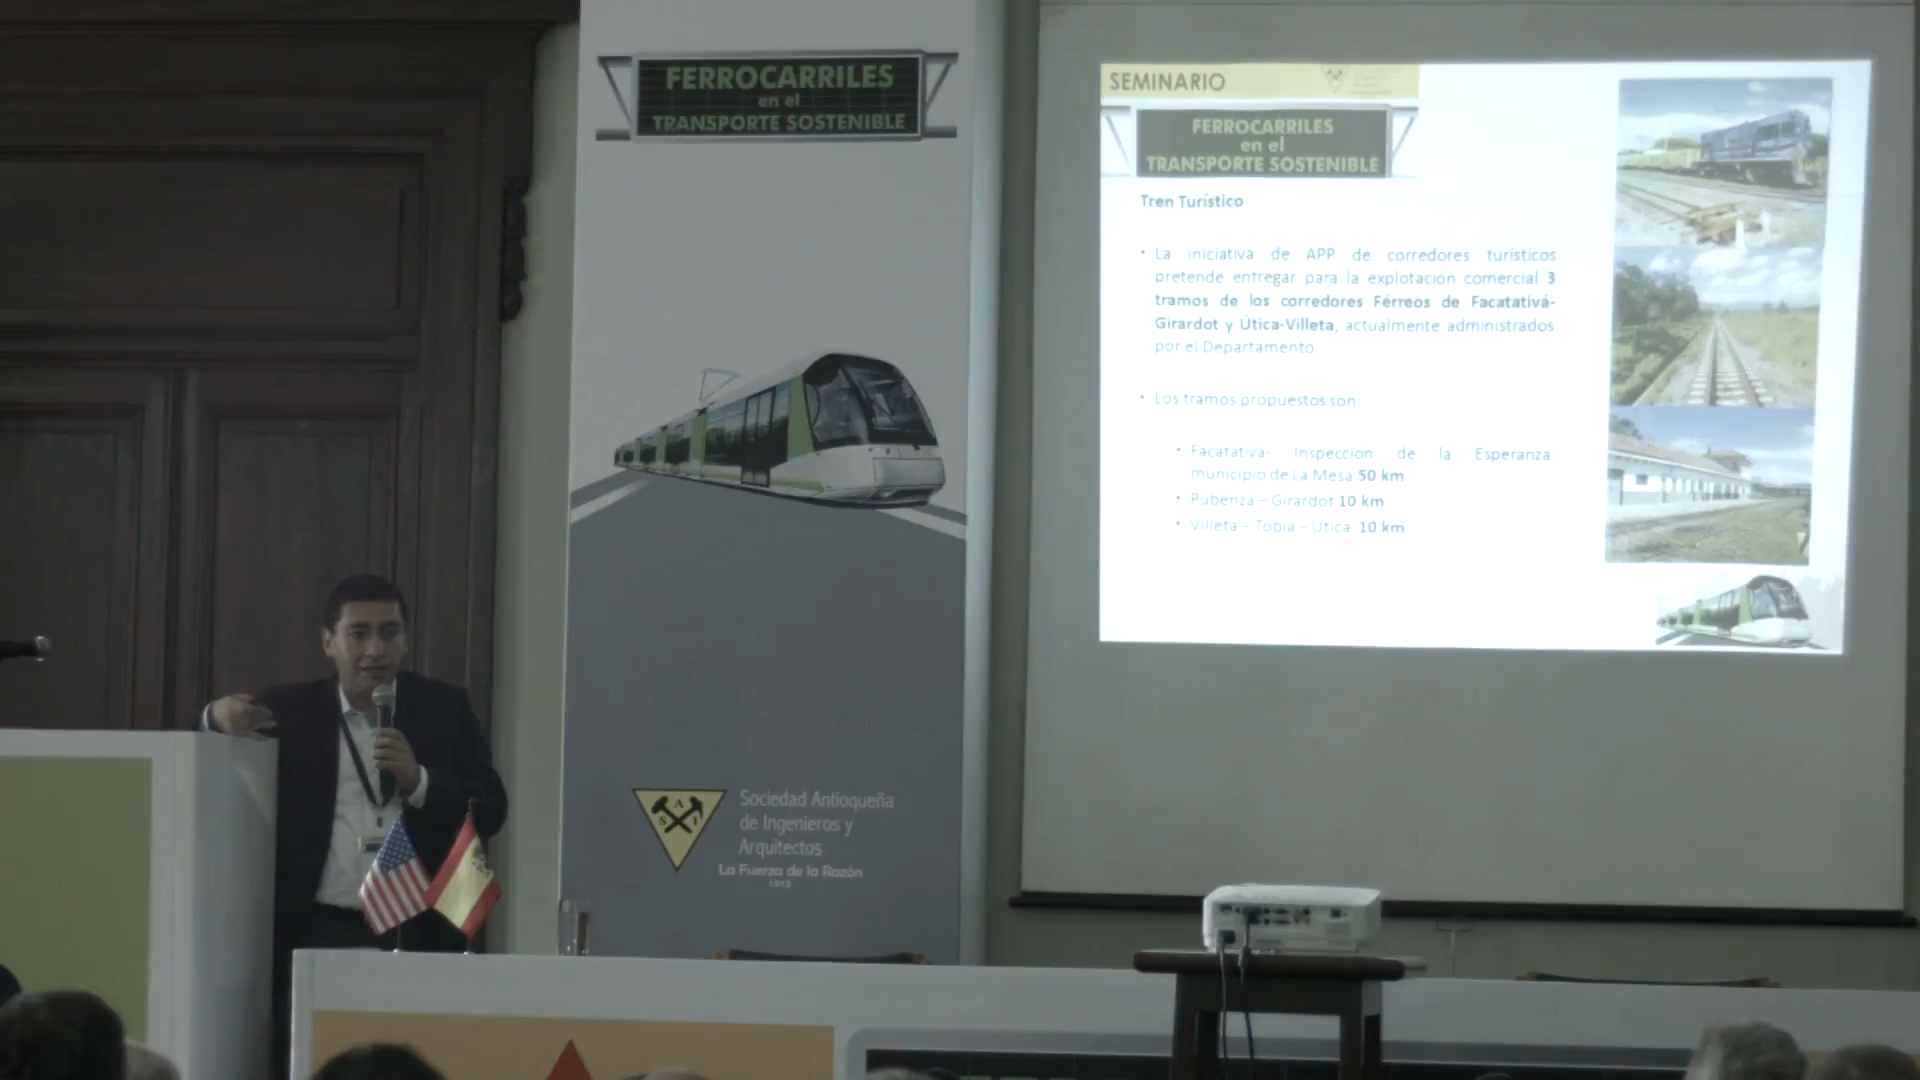 FERROCARRILES
en el
TRANSPORTE SOSTENIBLE
A
S I
Sociedad Antioqueña
de Ingenieros y
Arquitectos
La Fuerza de la Razón
1913
SEMINARIO
FERROCARRILES
en el
TRANSPORTE SOSTENIBLE
Tren Turístico
• La iniciativa de APP de corredores turísticos
pretende entregar para la explotación comercial 3
tramos de los corredores Férreos de Facatativá-
Girardot y Útica-Villeta, actualmente administrados
por el Departamento.
• Los tramos propuestos son:
• Facatativa- Inspeccion de la Esperanza
municipio de La Mesa 50 km
• Pubenza – Girardot 10 km
• Villeta – Tobia – Utica 10 km